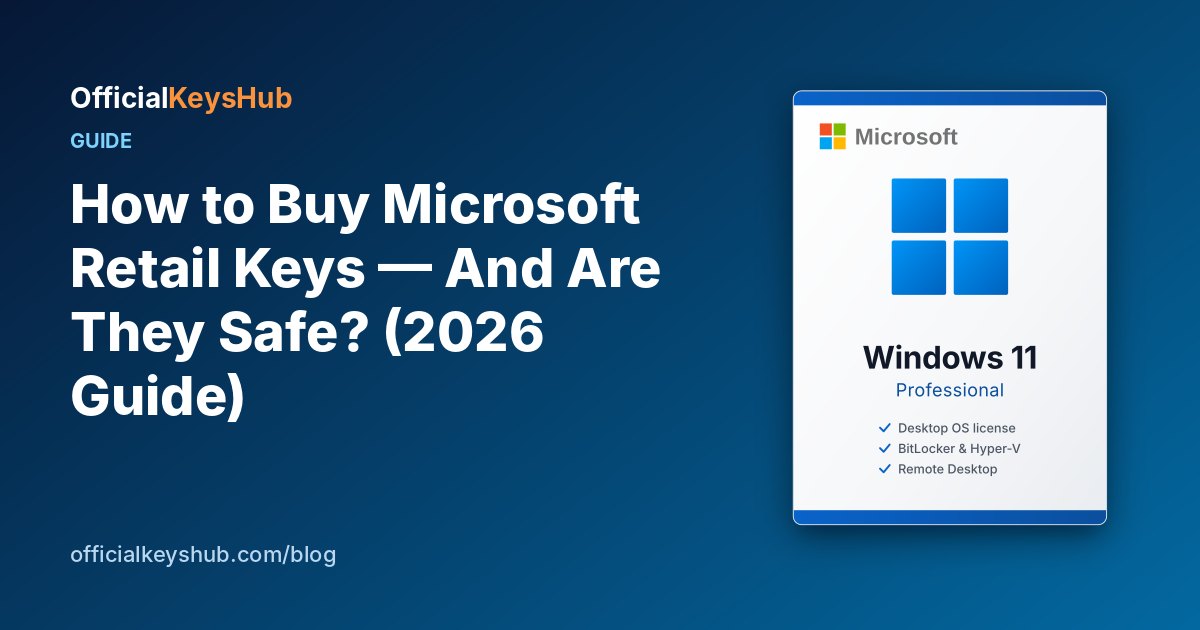 OfficialKeysHub
GUIDE
How to Buy Microsoft
Retail Keys — And Are
They Safe? (2026
Guide)
officialkeyshub.com/blog
Microsoft
Windows 11
Professional
Desktop OS license
BitLocker & Hyper-V
Remote Desktop